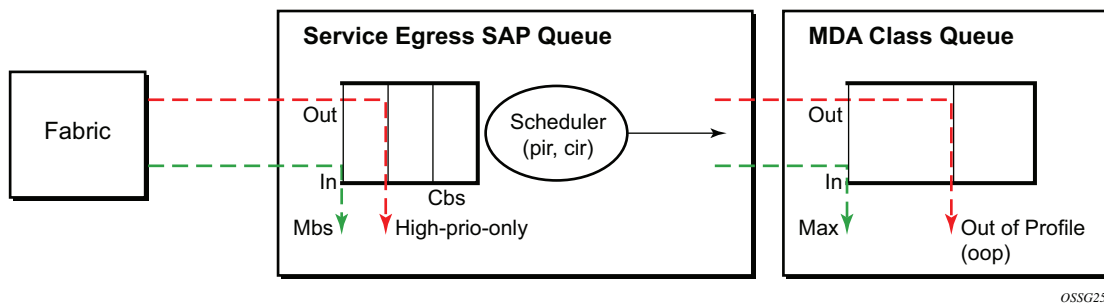 Service Egress SAP Queue
MDA Class Queue
Fabric
Out
In
Mbs
High-prio-only
Cbs
Scheduler
(pir, cir)
Out
In
Max
Out of Profile
(oop)
OSSG25